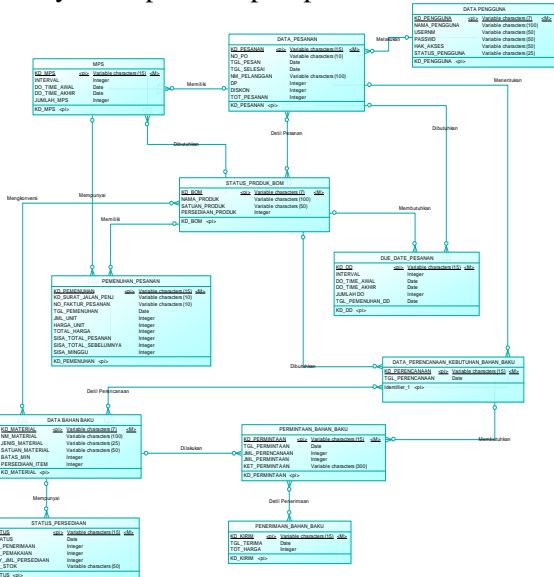 DATA PENGGUNA
KD_PENGGUNA <pi> Variable characters (7) <M>
NAMA_PENGGUNA Variable characters (100)
USERNM Variable characters (50)
PASSWD Variable characters (50)
HAK_AKSES Variable characters (50)
STATUS_PENGGUNA Variable characters (25)
KD_PENGGUNA <pi>
Melakukan
DATA_PESANAN
KD_PESANAN <pi> Variable characters (15) <M>
NO_PO Variable characters (10)
TGL_PESAN Date
TGL_SELESAI Date
NM_PELANGGAN Variable characters (100)
DP Integer
DISKON Integer
TOT_PESANAN Integer
KD_PESANAN <pi>
MPS
KD_MPS <pi> Variable characters (15) <M>
INTERVAL Integer
DO_TIME_AWAL Date
DO_TIME_AKHIR Date
JUMLAH_MPS Integer
KD_MPS <pi>
Memiliki
Menentukan
Dibutuhkan
Detil Pesanan
Dibutuhkan
STATUS_PRODUK_BOM
KD_BOM <pi> Variable characters (7) <M>
NAMA_PRODUK Variable characters (100)
SATUAN_PRODUK Variable characters (50)
PERSEDIAAN_PRODUK Integer
KD_BOM <pi>
Mengkonversi
Mempunyai
Memiliki
Membutuhkan
DUE_DATE_PESANAN
KD_DD <pi> Variable characters (15) <M>
INTERVAL Integer
DO_TIME_AWAL Date
DO_TIME_AKHIR Date
JUMLAH DO Integer
TGL_PEMENUHAN_DD Date
KD_DD <pi>
PEMENUHAN_PESANAN
KD_PEMENUHAN <pi> Variable characters (15) <M>
KD_SURAT_JALAN_PENJ Variable characters (10)
NO_FAKTUR_PESANAN Variable characters (10)
TGL_PEMENUHAN Date
JML_UNIT Integer
HARGA_UNIT Integer
TOTAL_HARGA Integer
SISA_TOTAL_PESANAN Integer
SISA_TOTAL_SEBELUMNYA Integer
SISA_MINGGU Integer
KD_PEMENUHAN <pi>
Dibutuhkan
DATA_PERENCANAAN_KEBUTUHAN_BAHAN_BAKU
KD_PERENCANAAN <pi> Variable characters (15) <M>
TGL_PERENCANAAN Date
Identifier_1 <pi>
Detil Perencanaan
DATA BAHAN BAKU
KD_MATERIAL <pi> Variable characters (7) <M>
NM_MATERIAL Variable characters (100)
JENIS_MATERIAL Variable characters (25)
SATUAN_MATERIAL Variable characters (50)
BATAS_MIN Integer
PERSEDIAAN_ITEM Integer
KD_MATERIAL <pi>
Dilakukan
PERMINTAAN_BAHAN_BAKU
KD_PERMINTAAN <pi> Variable characters (15) <M>
TGL_PERMINTAAN Date
JML_PERENCANAAN Integer
JML_PERMINTAAN Integer
KET_PERMINTAAN Variable characters (300)
KD_PERMINTAAN <pi>
Membutuhkan
Mempunyai
Detil Penerimaan
STATUS_PERSEDIAAN
TUS <pi> Variable characters (15) <M>
ATUS Date
_PENERIMAAN Integer
_PEMAKAIAN Integer
_JML_PERSEDIAAN Integer
_STOK Variable characters (50)
TUS <pi>
PENERIMAAN_BAHAN_BAKU
KD_KIRIM <pi> Variable characters (15) <M>
TGL_TERIMA Date
TOT_HARGA Integer
KD_KIRIM <pi>